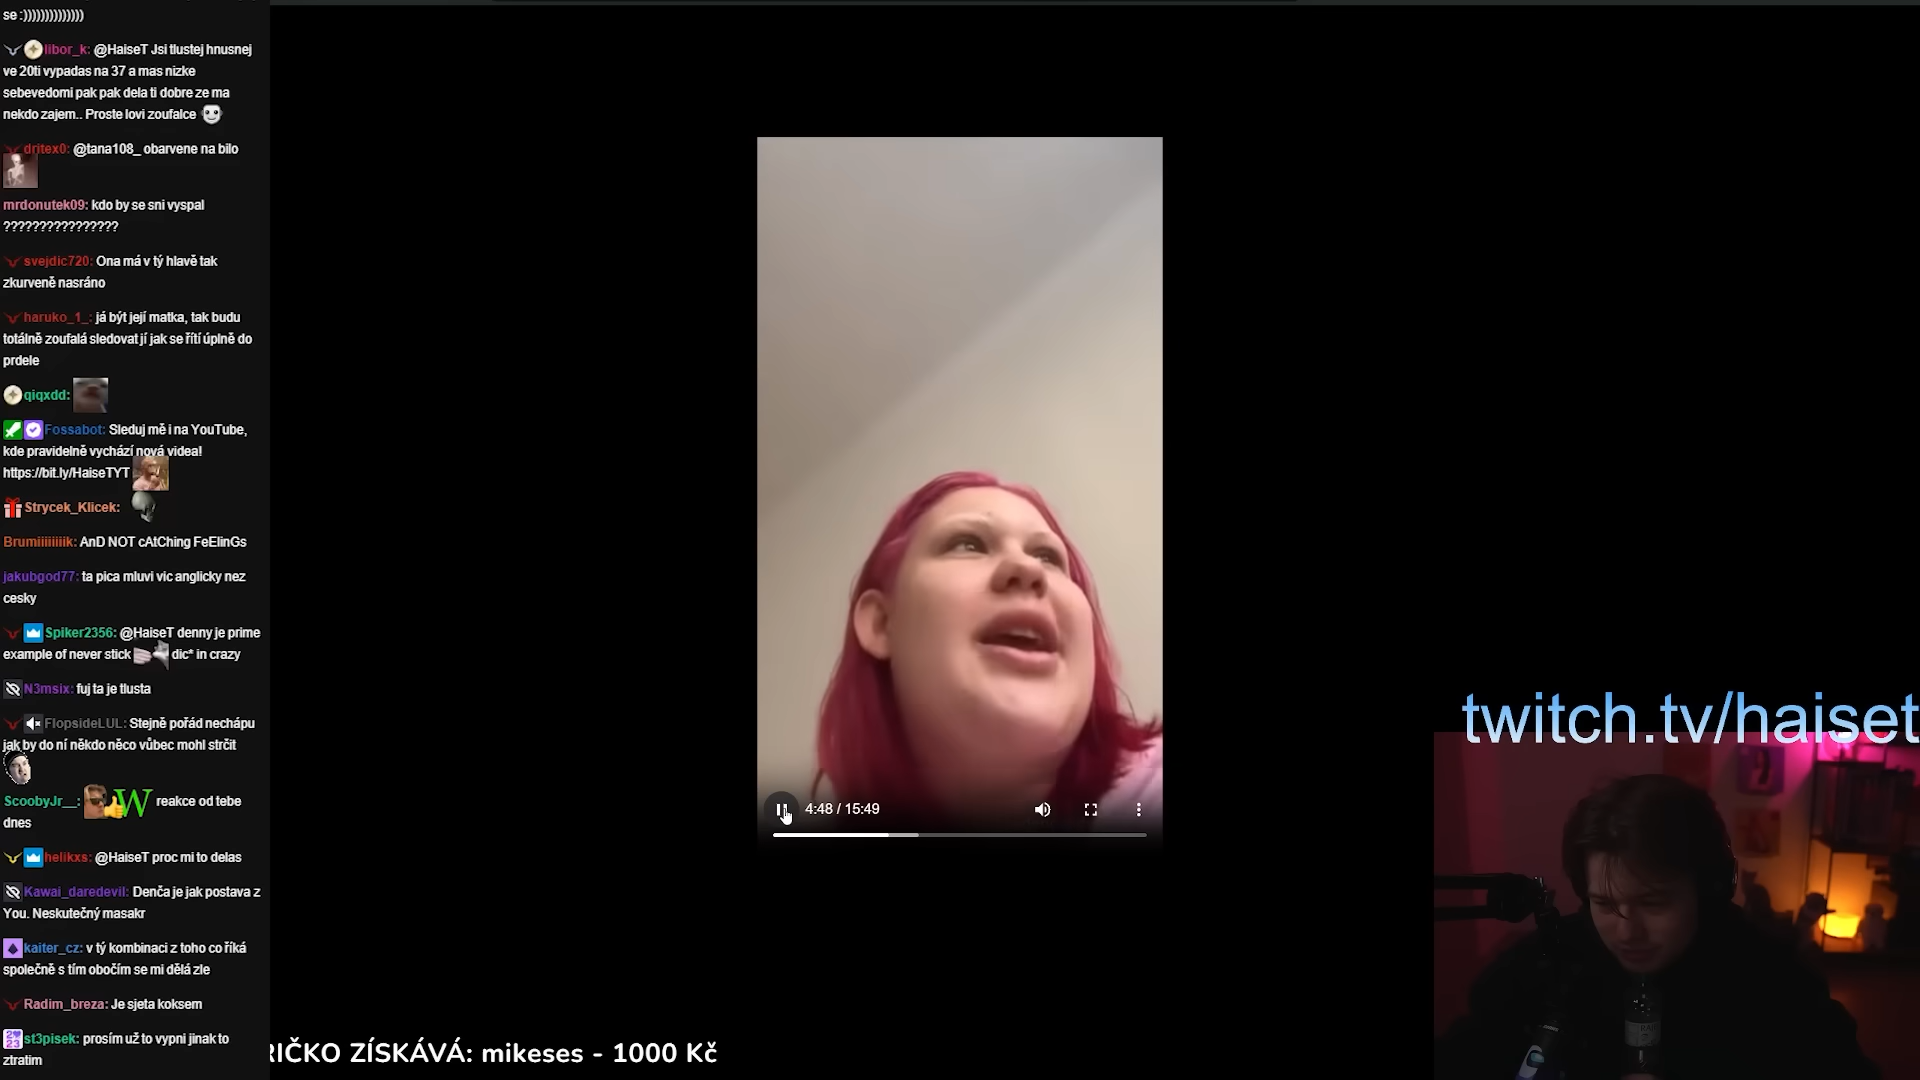 se :))))))))))))))
libor_k: @HaiseT Jsi tlustej hnusnej
ve 20ti vypadas na 37 a mas nizke
sebevedomi pak pak dela ti dobre ze ma
nekdo zajem.. Proste lovi zoufalce
dritex0: @tana108_ obarvene na bilo
mrdonutek09: kdo by se sni vyspal
????????????????
svejdic720: Ona má v tý hlavě tak
zkurveně nasráno
haruko_1_: já být její matka, tak budu
totálně zoufalá sledovat jí jak se řítí úplně do
prdele
qiqxdd:
Fossabot: Sleduj mě i na YouTube,
kde pravidelně vychází nová videa!
https://bit.ly/HaiseTYT
Strycek_Klicek:
Brumiiiiiiiik: AnD NOT cAtChing FeElinGs
jakubgod77: ta pica mluvi vic anglicky nez
cesky
Spiker2356: @HaiseT denny je prime
example of never stick dic* in crazy
N3msix: fuj ta je tlusta
FlopsideLUL: Stejně pořád nechápu
jak by do ní někdo něco vůbec mohl strčit
ScoobyJr__: W reakce od tebe
dnes
helikxs: @HaiseT proc mi to delas
Kawai_daredevil: Denča je jak postava z
You. Neskutečný masakr
kaiter_cz: v tý kombinaci z toho co říká
společně s tím obočím se mi dělá zle
Radim_breza: Je sjeta koksem
st3pisek: prosím už to vypni jinak to
ztratim
4:48 / 15:49
twitch.tv/haiset
RIČKO ZÍSKÁVÁ: mikeses - 1000 Kč